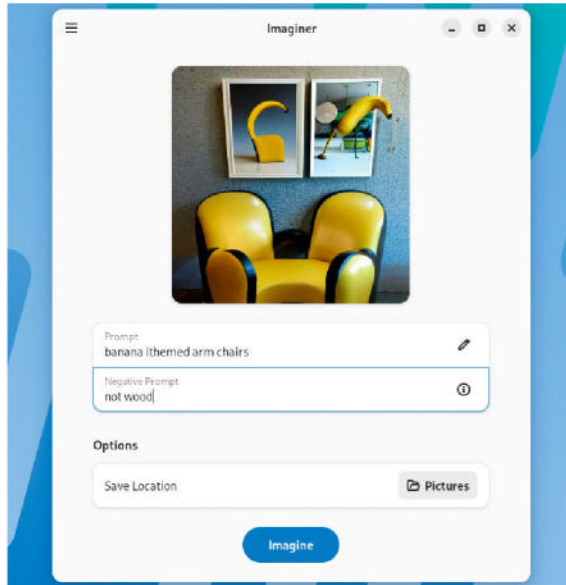 Imaginer
Prompt
banana ithemed arm chairs
Negative Prompt
not wood
Options
Save Location
Pictures
Imagine